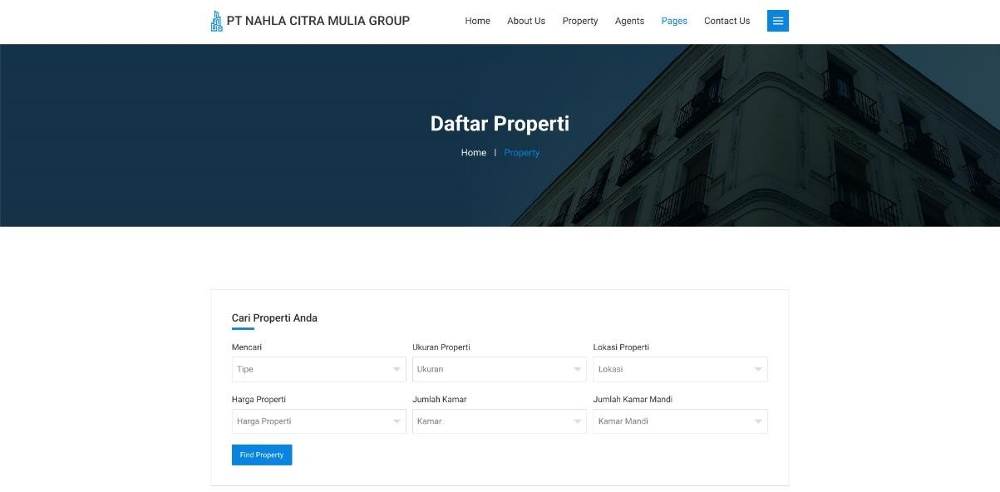 PT NAHLA CITRA MULIA GROUP
Home About Us Property Agents Pages Contact Us
Daftar Properti
Home | Property
Cari Properti Anda
Mencari Ukuran Properti Lokasi Properti
Tipe Ukuran Lokasi
Harga Properti Jumlah Kamar Jumlah Kamar Mandi
Harga Properti Kamar Kamar Mandi
Find Property